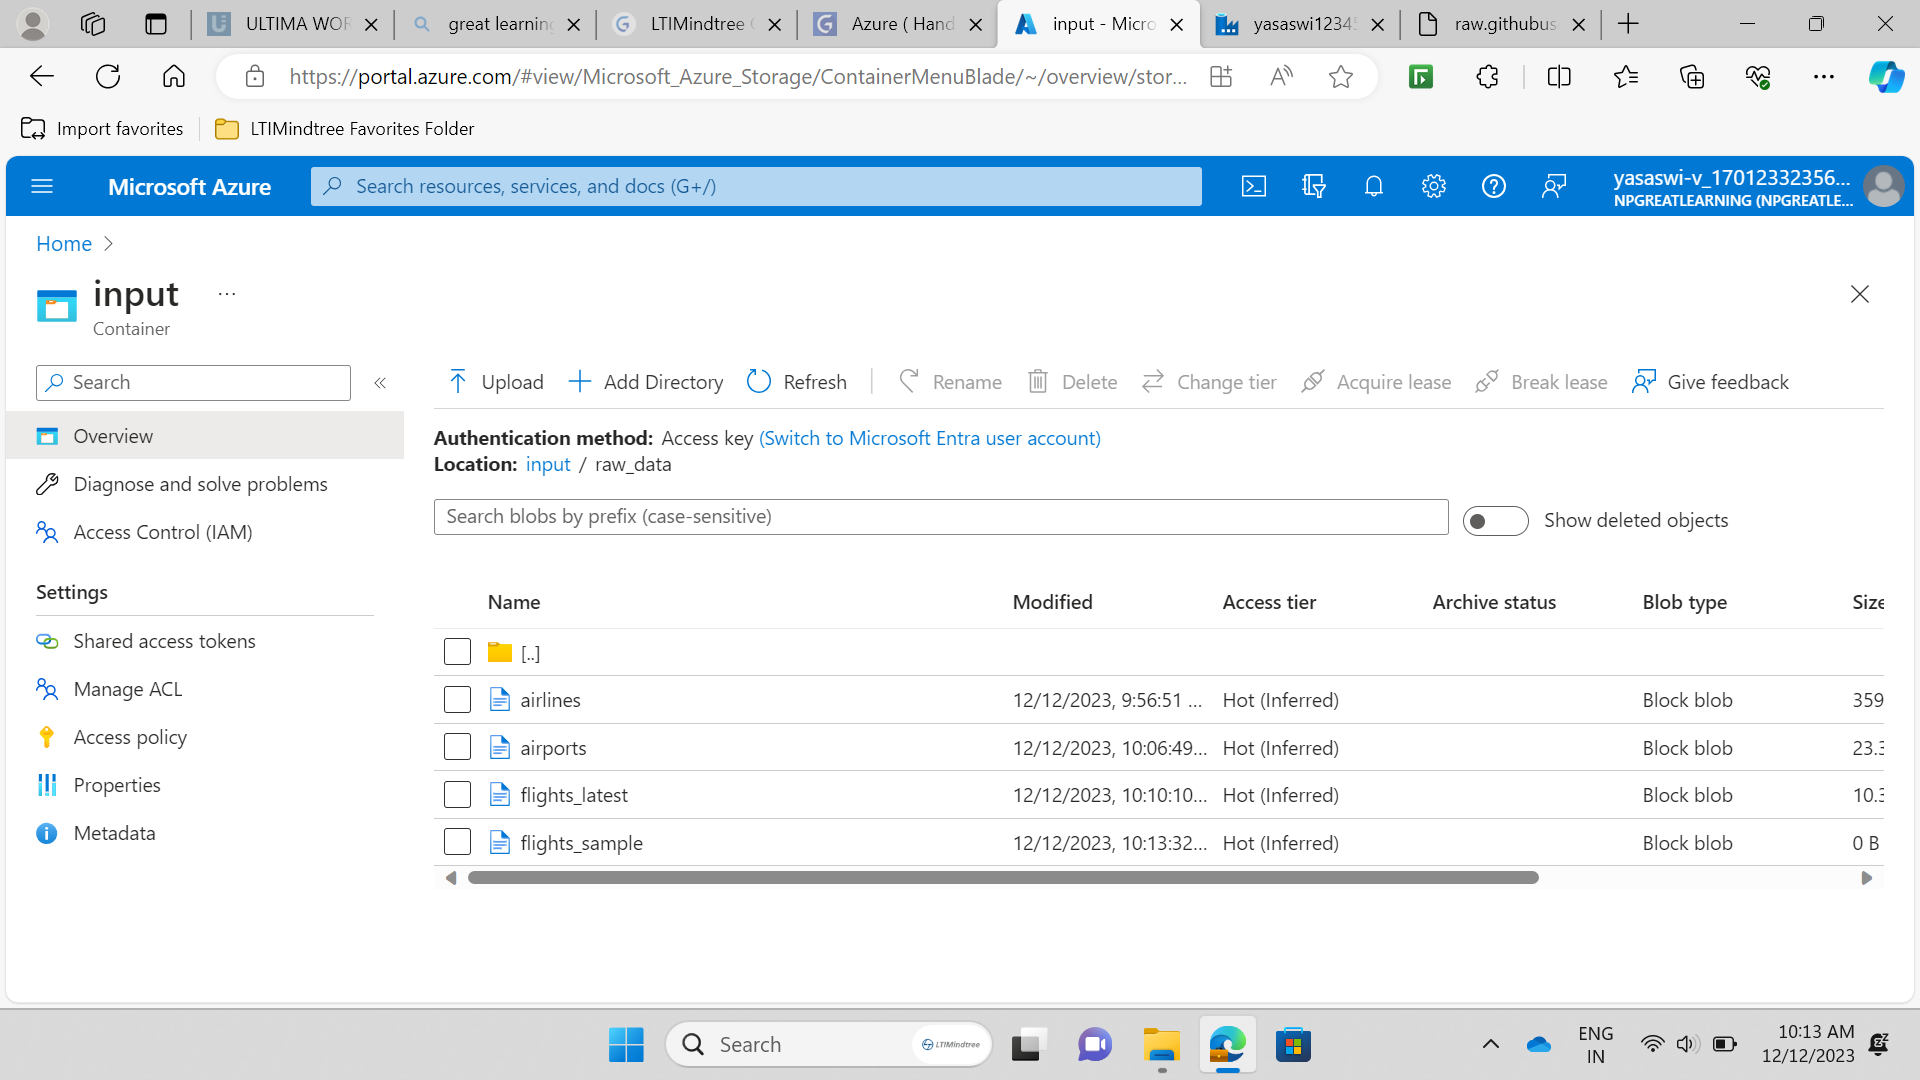 ULTIMA WOR
great learning
LTIMindtree
Azure ( Hand
input - Micro
yasaswi12345
raw.githubus
https://portal.azure.com/#view/Microsoft_Azure_Storage/ContainerMenuBlade/~/overview/stor...
Import favorites
LTIMindtree Favorites Folder
Microsoft Azure
Search resources, services, and docs (G+/)
yasaswi-v_17012332356...
NPGREATLEARNING (NPGREATLE...
Home
input
...
Container
Search
Upload
Add Directory
Refresh
Rename
Delete
Change tier
Acquire lease
Break lease
Give feedback
Overview
Diagnose and solve problems
Access Control (IAM)
Settings
Shared access tokens
Manage ACL
Access policy
Properties
Metadata
Authentication method: Access key (Switch to Microsoft Entra user account)
Location: input / raw_data
Search blobs by prefix (case-sensitive)
Show deleted objects
Name Modified Access tier Archive status Blob type Size
[..]
airlines 12/12/2023, 9:56:51 ... Hot (Inferred) Block blob 359
airports 12/12/2023, 10:06:49... Hot (Inferred) Block blob 23.3
flights_latest 12/12/2023, 10:10:10... Hot (Inferred) Block blob 10.3
flights_sample 12/12/2023, 10:13:32... Hot (Inferred) Block blob 0 B
Search
LTIMindtree
ENG
IN
10:13 AM
12/12/2023